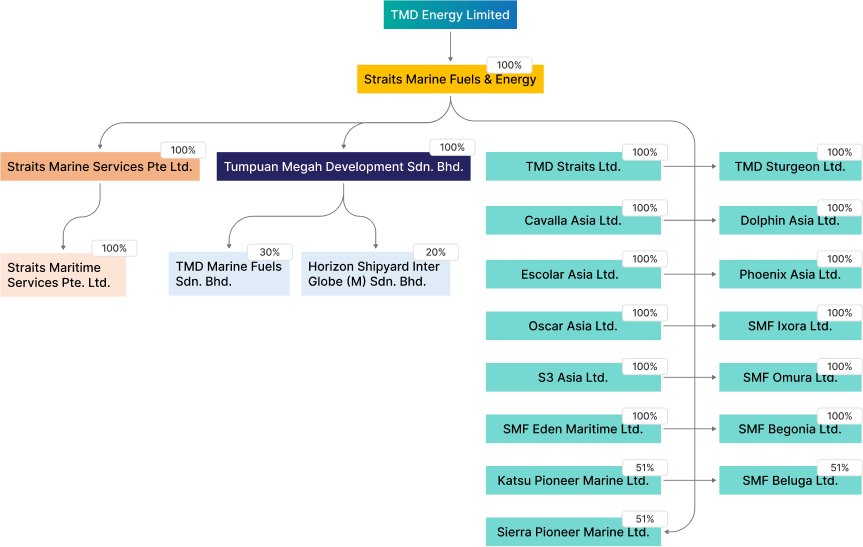 TMD Energy Limited
100%
Straits Marine Fuels & Energy
100%
Straits Marine Services Pte Ltd.
100%
Tumpuan Megah Development Sdn. Bhd.
100%
Straits Maritime
Services Pte. Ltd.
30%
TMD Marine Fuels
Sdn. Bhd.
20%
Horizon Shipyard Inter
Globe (M) Sdn. Bhd.
100%
TMD Straits Ltd.
100%
TMD Sturgeon Ltd.
100%
Cavalla Asia Ltd.
100%
Dolphin Asia Ltd.
100%
Escolar Asia Ltd.
100%
Phoenix Asia Ltd.
100%
Oscar Asia Ltd.
100%
SMF Ixora Ltd.
100%
S3 Asia Ltd.
100%
SMF Omura Ltd.
100%
SMF Eden Maritime Ltd.
100%
SMF Begonia Ltd.
51%
Katsu Pioneer Marine Ltd.
51%
SMF Beluga Ltd.
51%
Sierra Pioneer Marine Ltd.